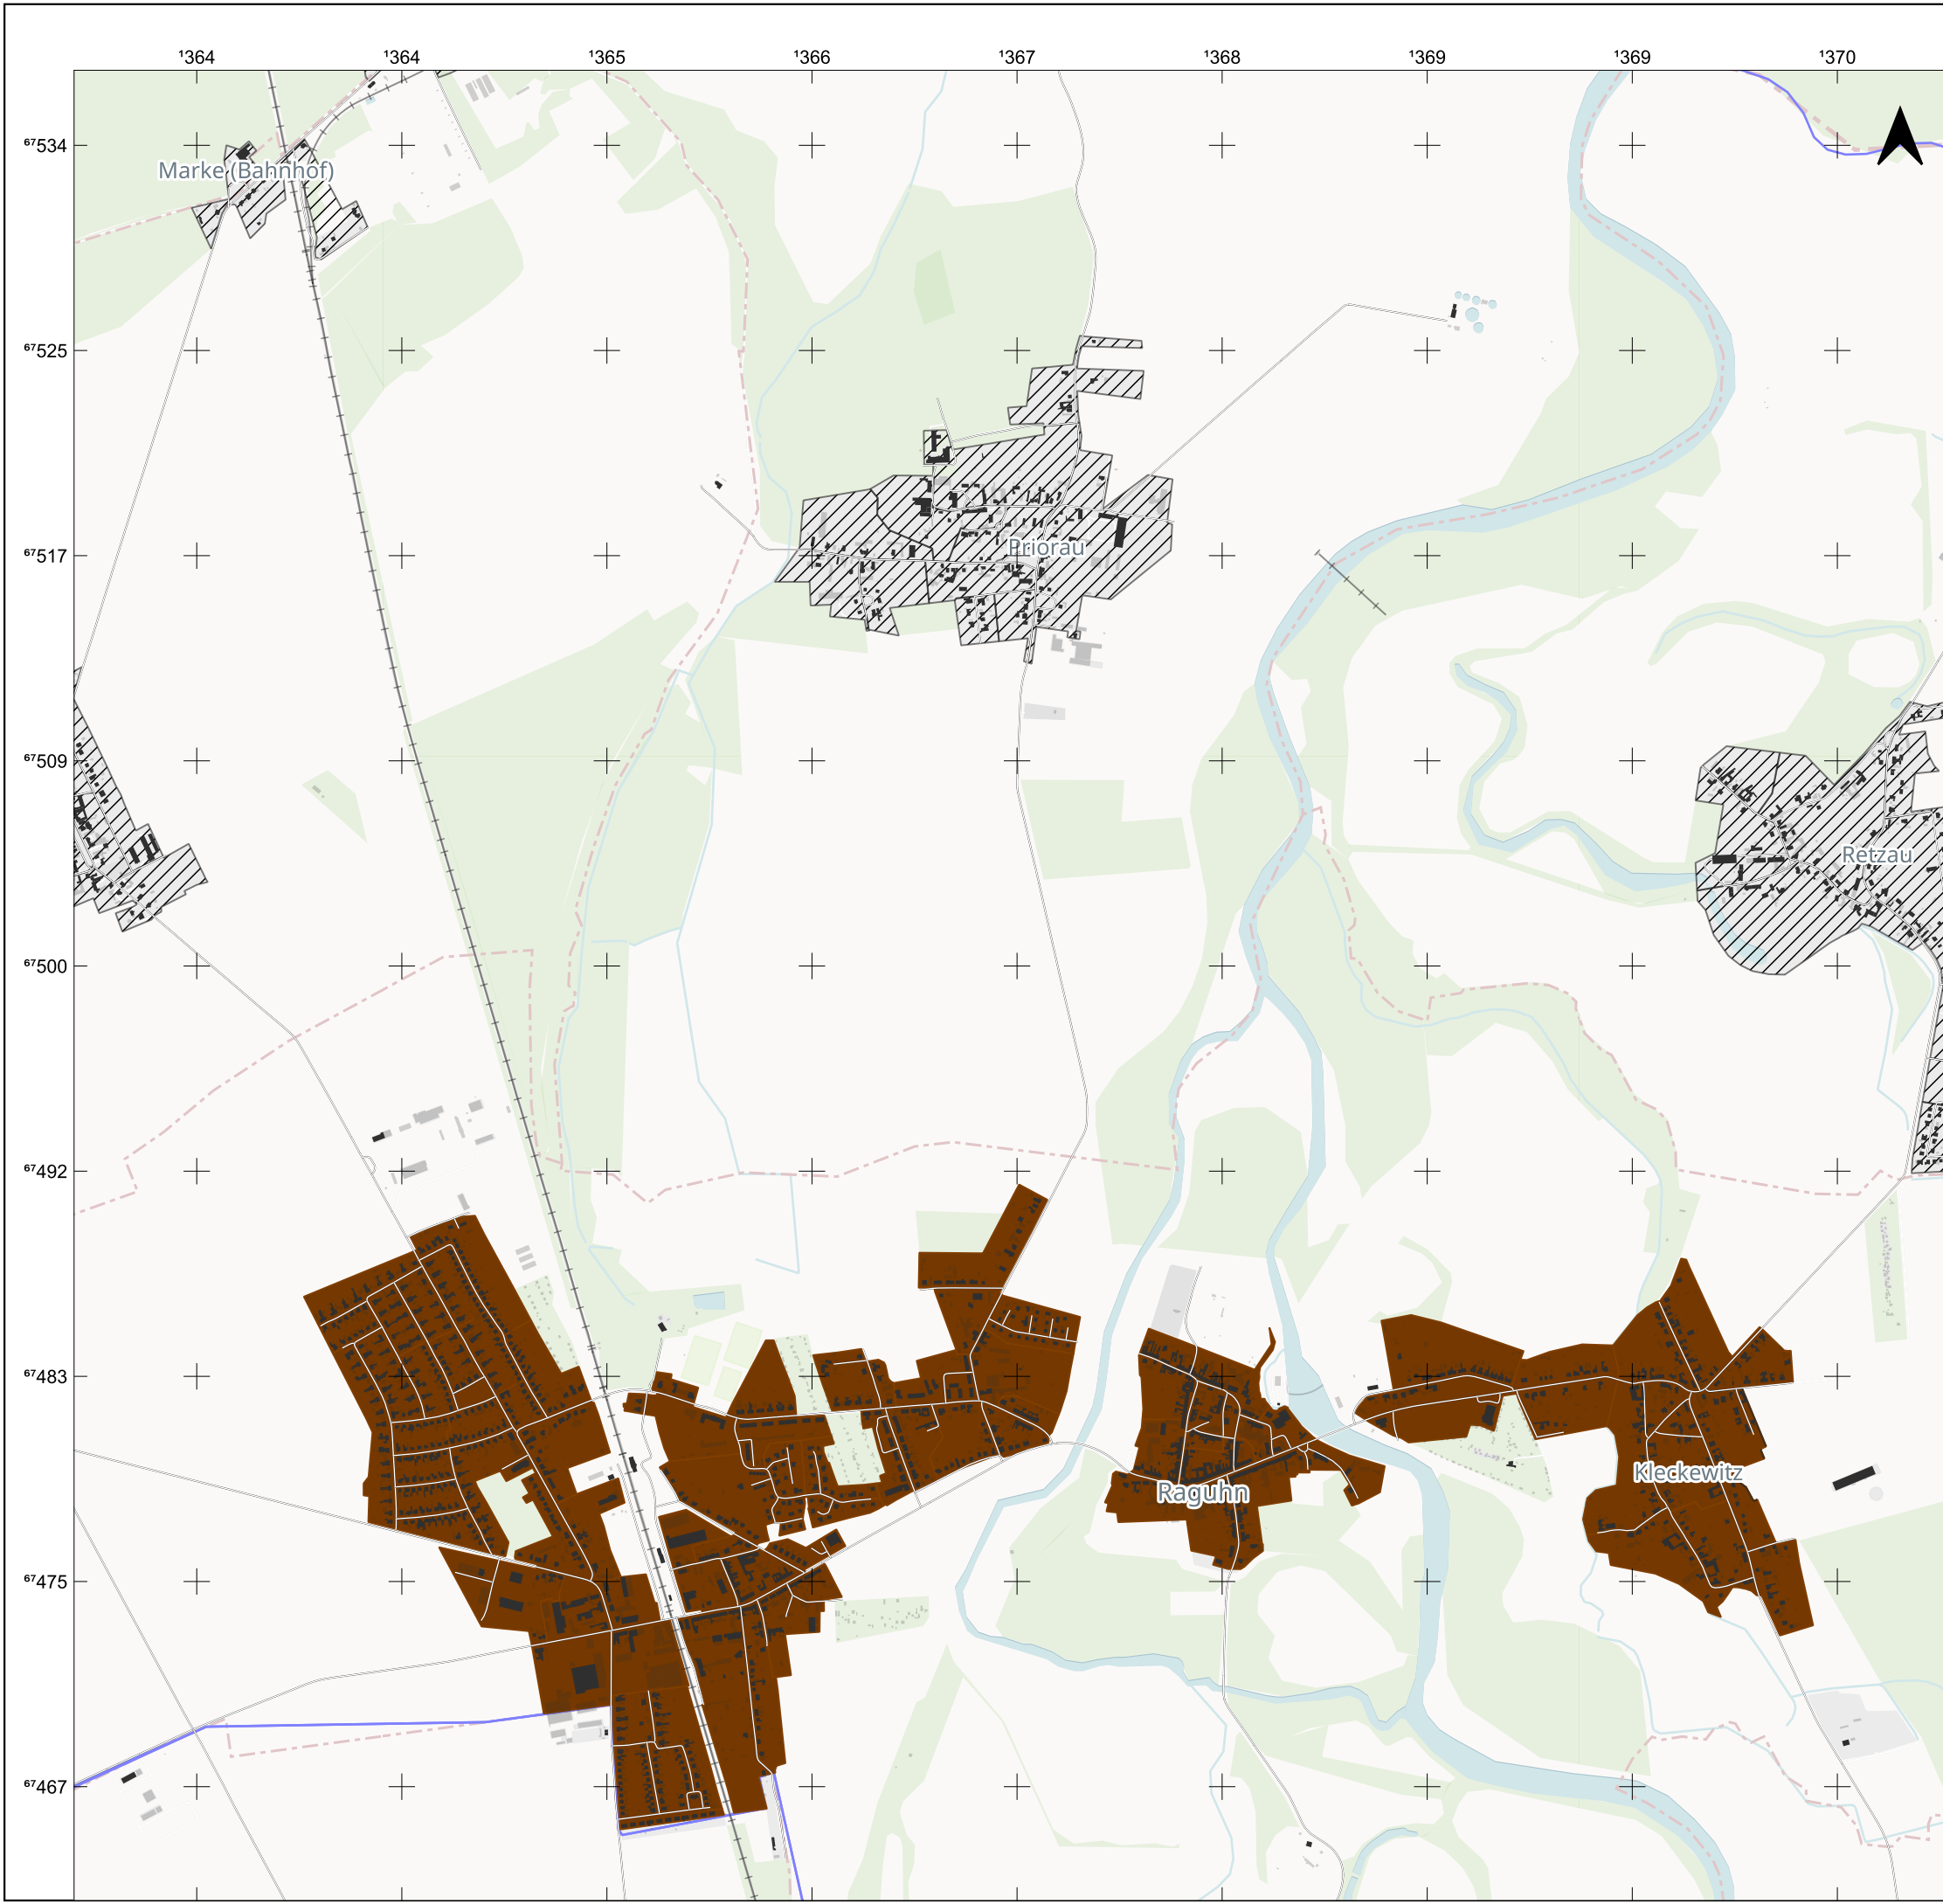 ¹³64 ¹³64 ¹³65 ¹³66 ¹³67 ¹³68 ¹³69 ¹³69 ¹³70
⁶⁷534
Marke (Bahnhof)
⁶⁷525
⁶⁷517
Priorau
⁶⁷509
Retzau
⁶⁷500
⁶⁷492
⁶⁷483
Kleckewitz
Raguhn
⁶⁷475
⁶⁷467